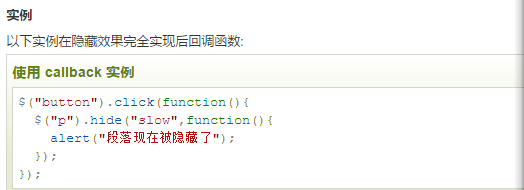 实例
以下实例在隐藏效果完全实现后回调函数:
使用 callback 实例
$("button").click(function(){
  $("p").hide("slow",function(){
    alert("段落现在被隐藏了");
  });
});